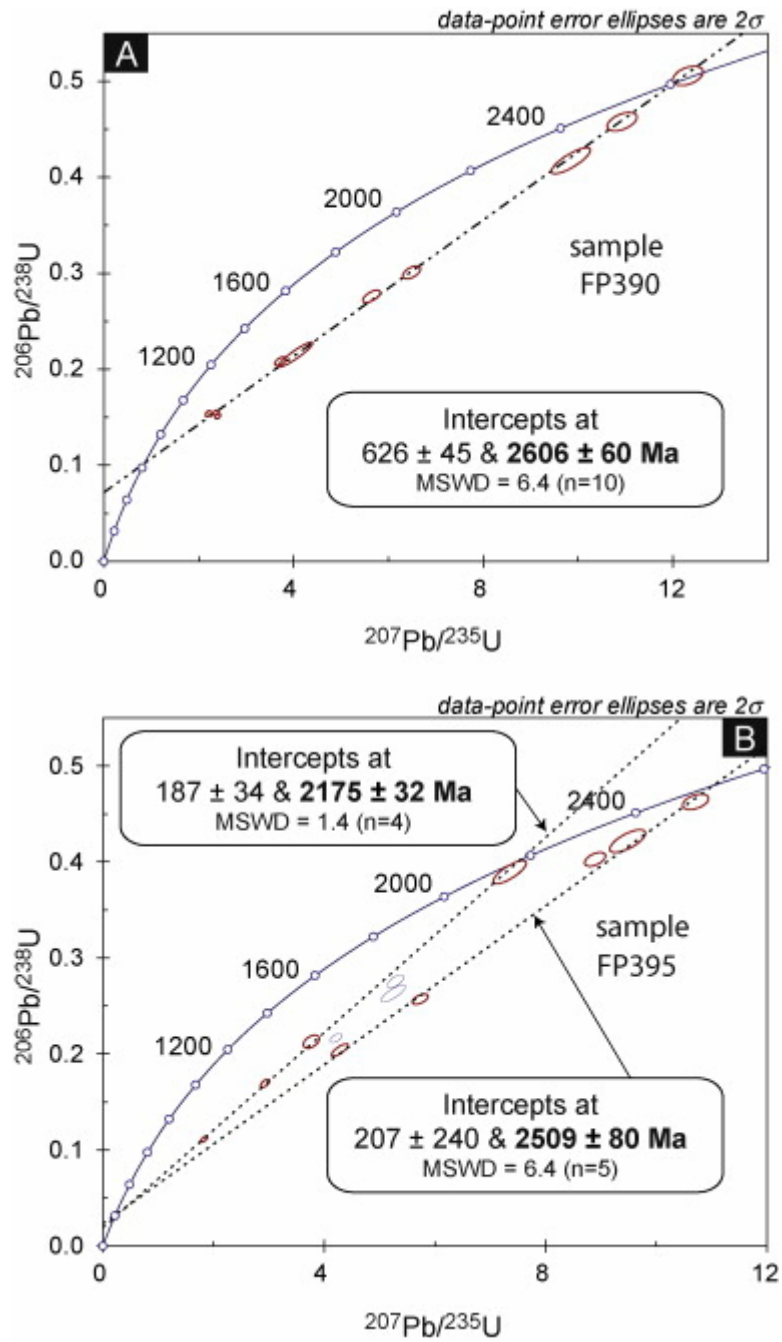 data-point error ellipses are 2σ
A
0.5
2400
0.4
2000
sample
FP390
0.3
1600
²⁰⁶Pb/²³⁸U
1200
0.2
Intercepts at
626 ± 45 & 2606 ± 60 Ma
MSWD = 6.4 (n=10)
0.1
0.0
0 4 8 12
²⁰⁷Pb/²³⁵U
data-point error ellipses are 2σ
B
Intercepts at
187 ± 34 & 2175 ± 32 Ma
MSWD = 1.4 (n=4)
0.5
2400
0.4
2000
sample
FP395
0.3
1600
²⁰⁶Pb/²³⁸U
1200
0.2
Intercepts at
207 ± 240 & 2509 ± 80 Ma
MSWD = 6.4 (n=5)
0.1
0.0
0 4 8 12
²⁰⁷Pb/²³⁵U